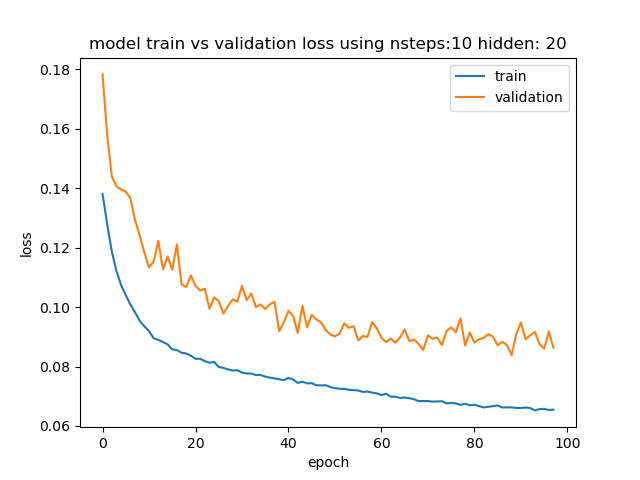 model train vs validation loss using nsteps:10 hidden: 20
train
validation
loss
0.18
0.16
0.14
0.12
0.10
0.08
0.06
0 20 40 60 80 100
epoch